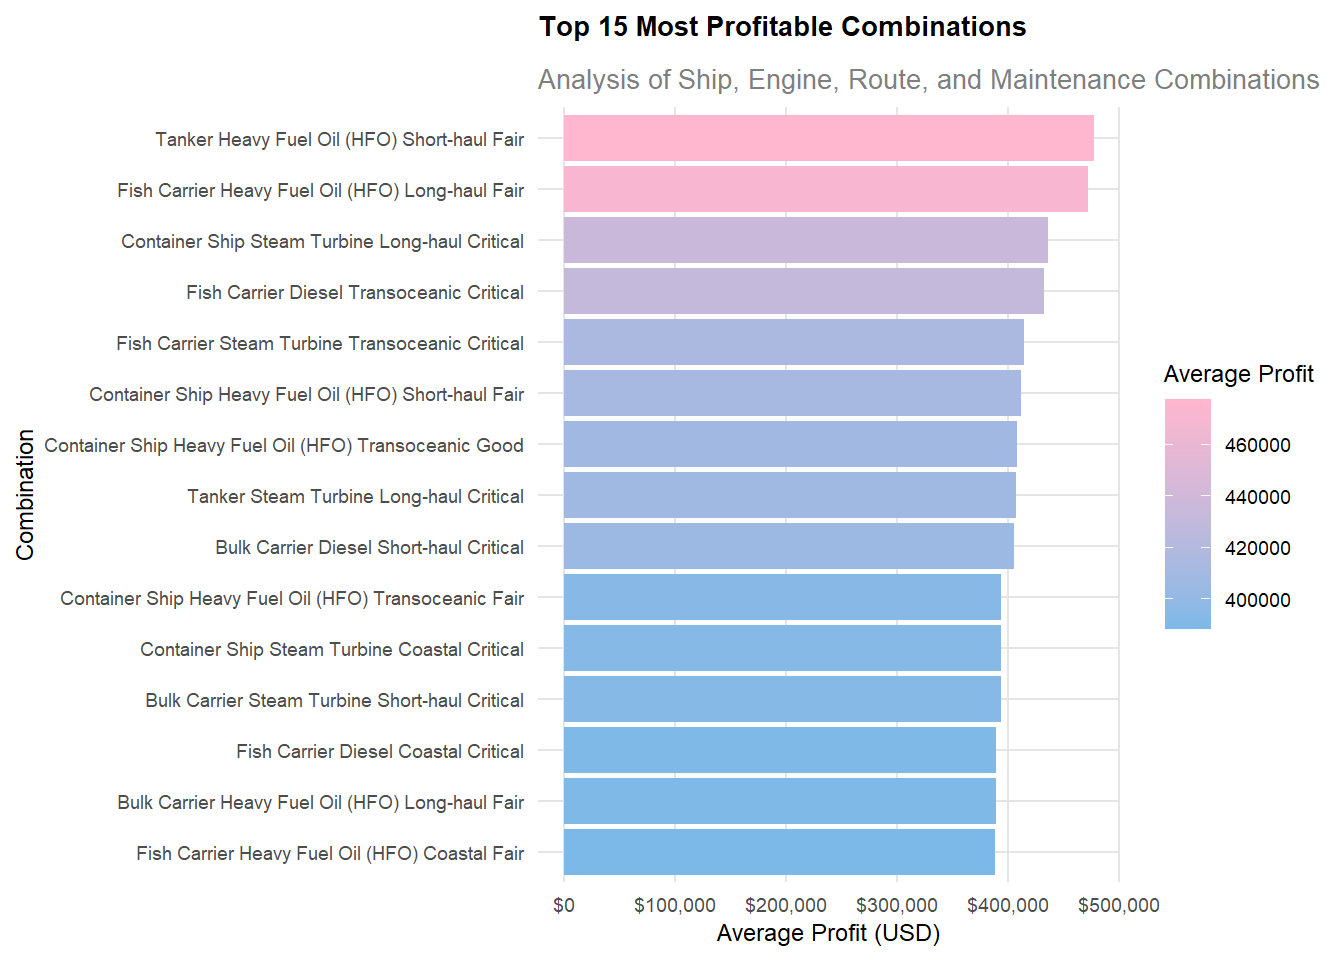 Top 15 Most Profitable Combinations
Analysis of Ship, Engine, Route, and Maintenance Combinations
Combination
Tanker Heavy Fuel Oil (HFO) Short-haul Fair
Fish Carrier Heavy Fuel Oil (HFO) Long-haul Fair
Container Ship Steam Turbine Long-haul Critical
Fish Carrier Diesel Transoceanic Critical
Fish Carrier Steam Turbine Transoceanic Critical
Container Ship Heavy Fuel Oil (HFO) Short-haul Fair
Container Ship Heavy Fuel Oil (HFO) Transoceanic Good
Tanker Steam Turbine Long-haul Critical
Bulk Carrier Diesel Short-haul Critical
Container Ship Heavy Fuel Oil (HFO) Transoceanic Fair
Container Ship Steam Turbine Coastal Critical
Bulk Carrier Steam Turbine Short-haul Critical
Fish Carrier Diesel Coastal Critical
Bulk Carrier Heavy Fuel Oil (HFO) Long-haul Fair
Fish Carrier Heavy Fuel Oil (HFO) Coastal Fair
$0 $100,000 $200,000 $300,000 $400,000 $500,000
Average Profit (USD)
Average Profit
460000
440000
420000
400000